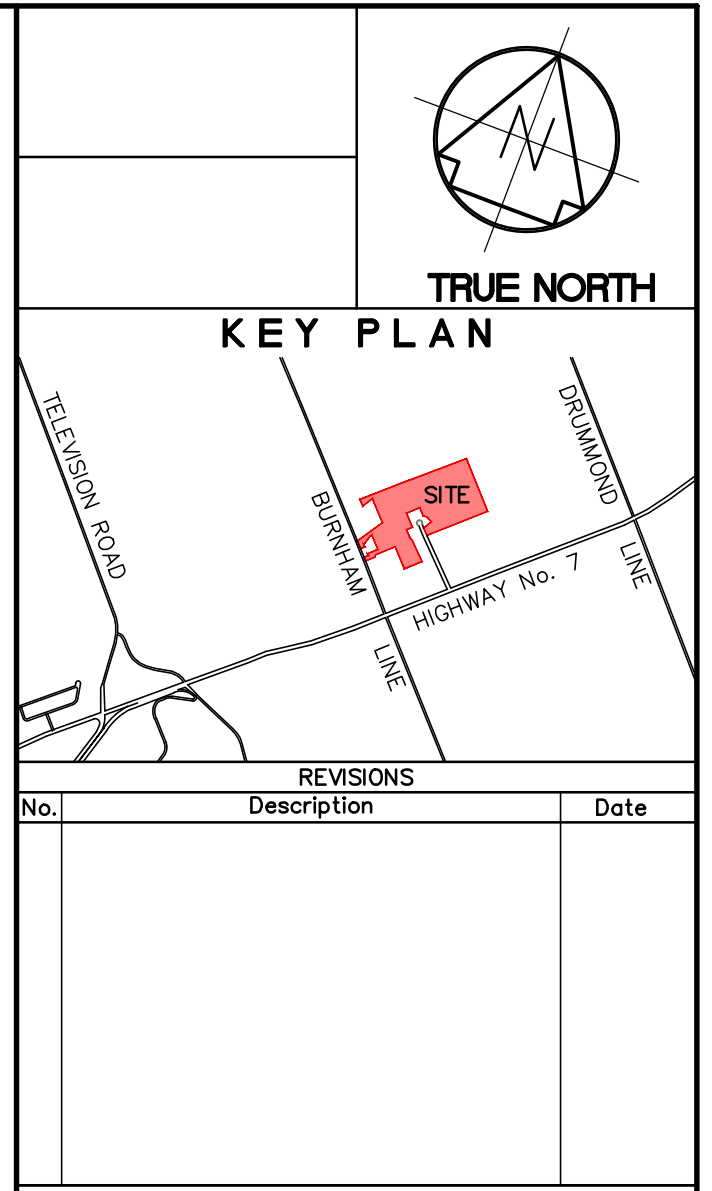 N
TRUE NORTH
KEY PLAN
TELEVISION ROAD
BURNHAM
LINE
SITE
DRUMMOND
LINE
HIGHWAY No. 7
REVISIONS
No. Description Date